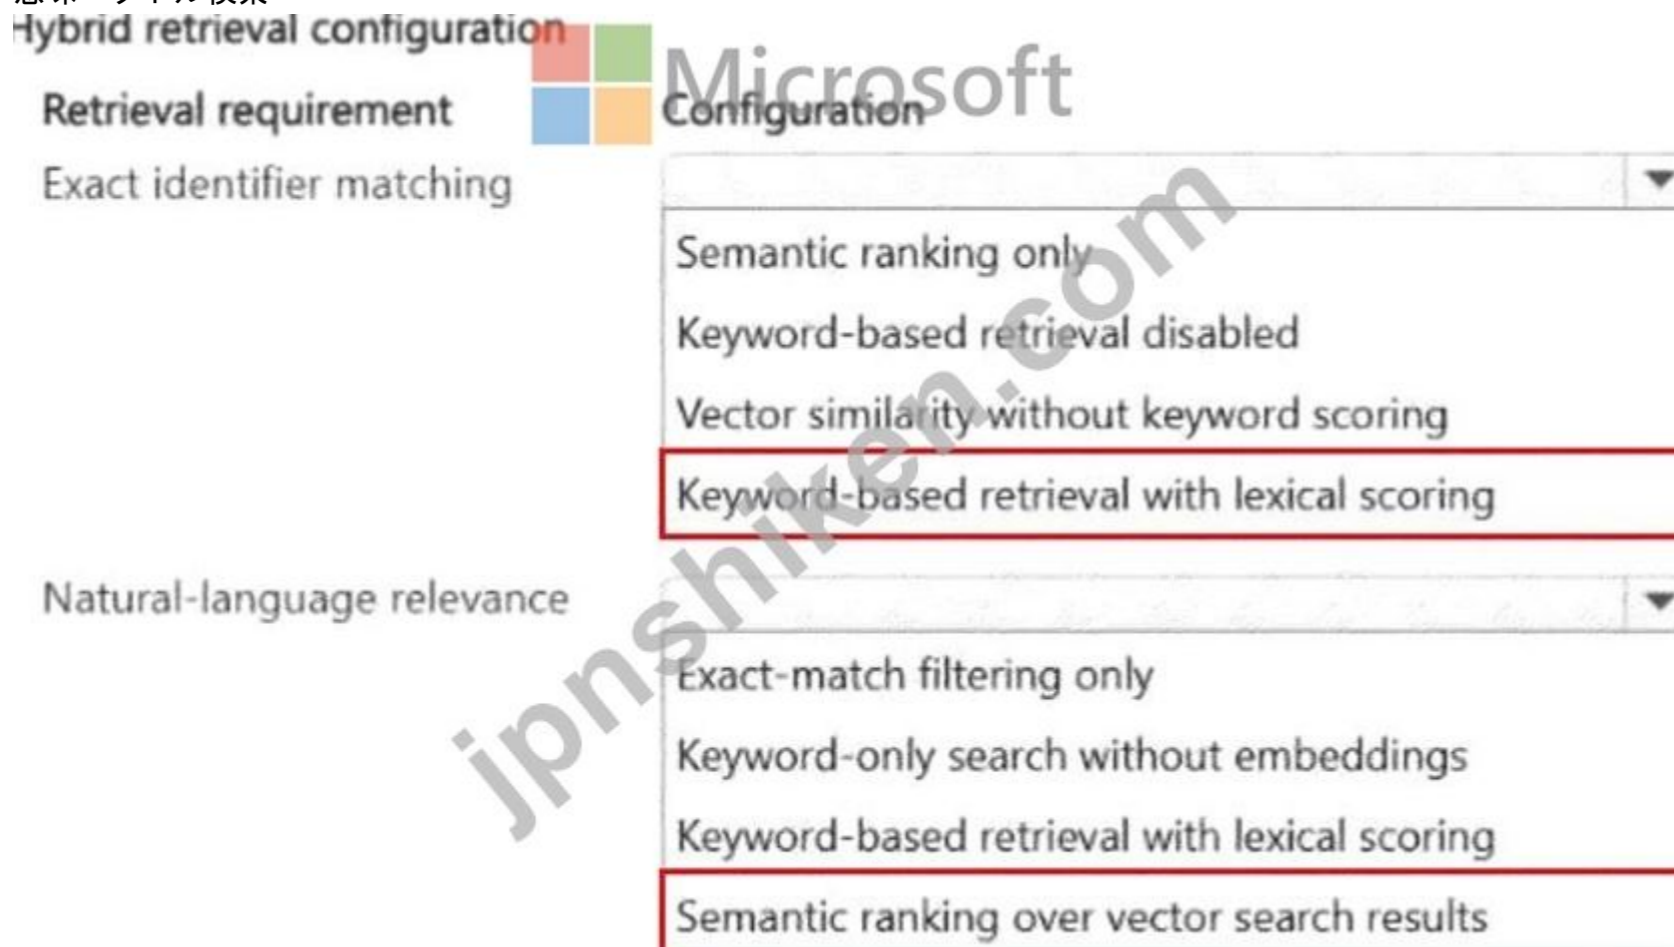 Hybrid retrieval configuration
Microsoft
Retrieval requirement
Configuration
Exact identifier matching
Semantic ranking only
Keyword-based retrieval disabled
Vector similarity without keyword scoring
Keyword-based retrieval with lexical scoring
Natural-language relevance
Exact-match filtering only
Keyword-only search without embeddings
Keyword-based retrieval with lexical scoring
Semantic ranking over vector search results
jpnshiken.com